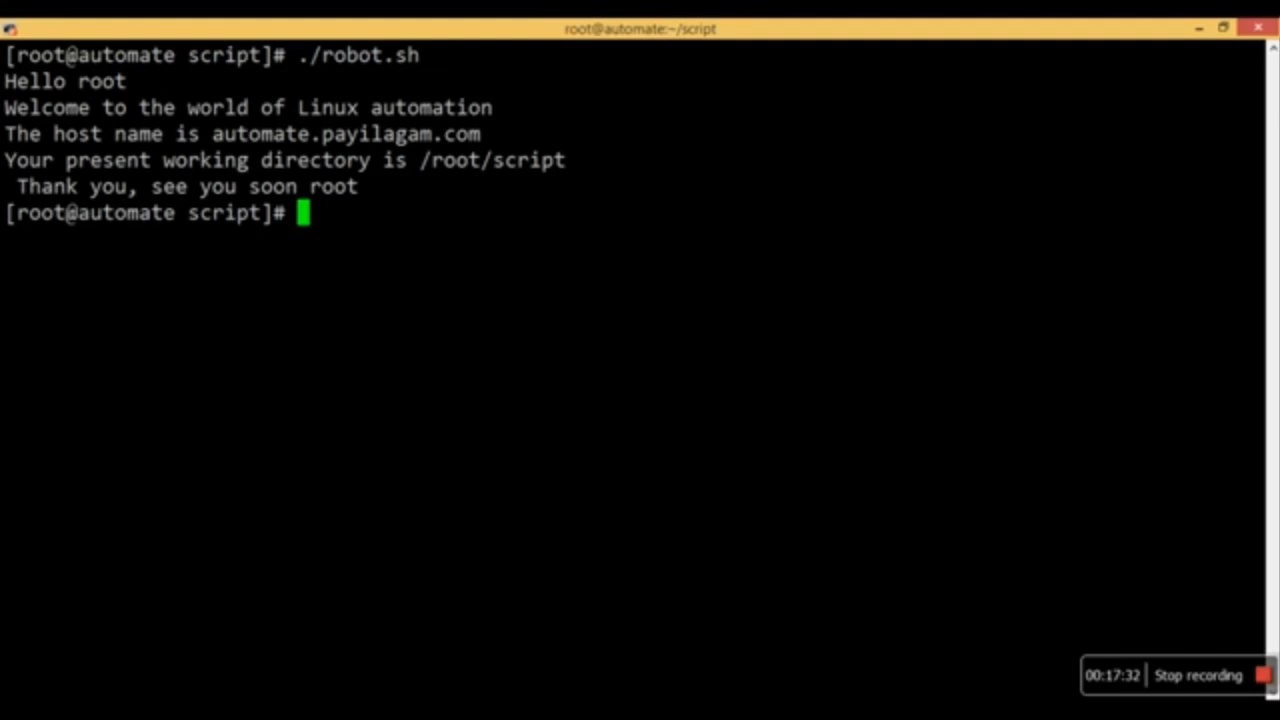 root@automate:~/script
[root@automate script]# ./robot.sh
Hello root
Welcome to the world of Linux automation
The host name is automate.payilagam.com
Your present working directory is /root/script
 Thank you, see you soon root
[root@automate script]#
00:17:32 Stop recording